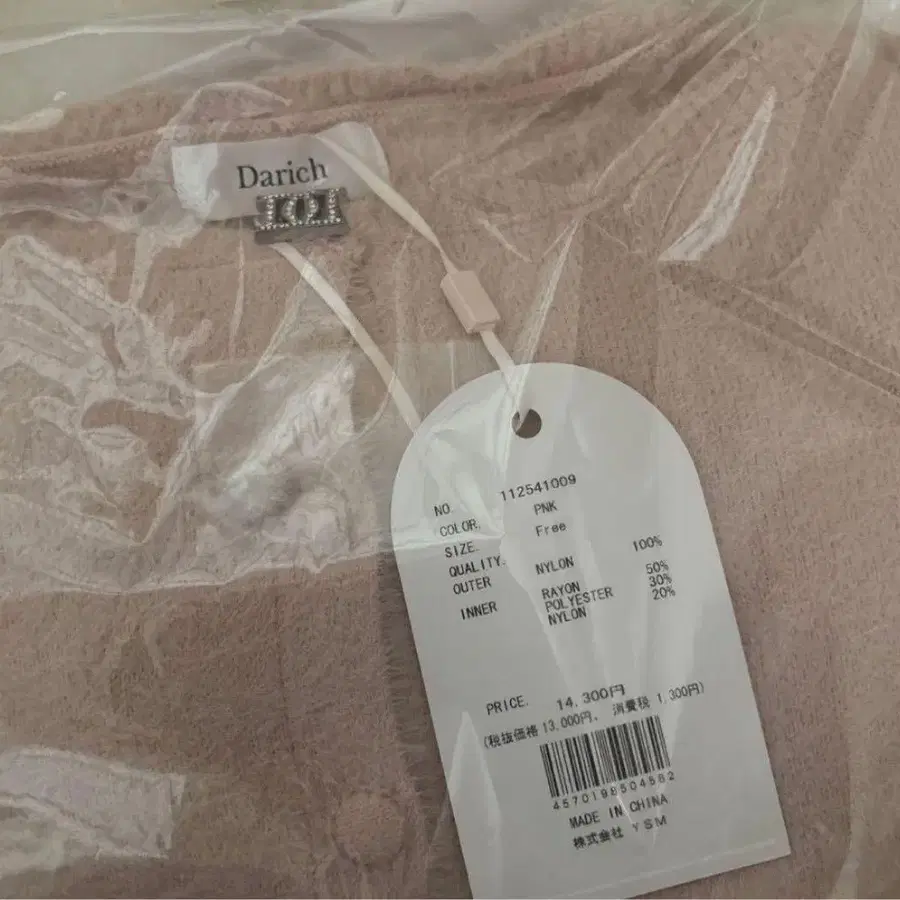 Darich
NO. 112541009
COLOR. PNK
SIZE. Free
QUALITY.
OUTER NYLON 100%
INNER RAYON 50%
POLYESTER 30%
NYLON 20%
PRICE. 14,300円
(税抜価格 13,000円、 消費税 1,300円)
4570198504582
MADE IN CHINA
株式会社 YSM